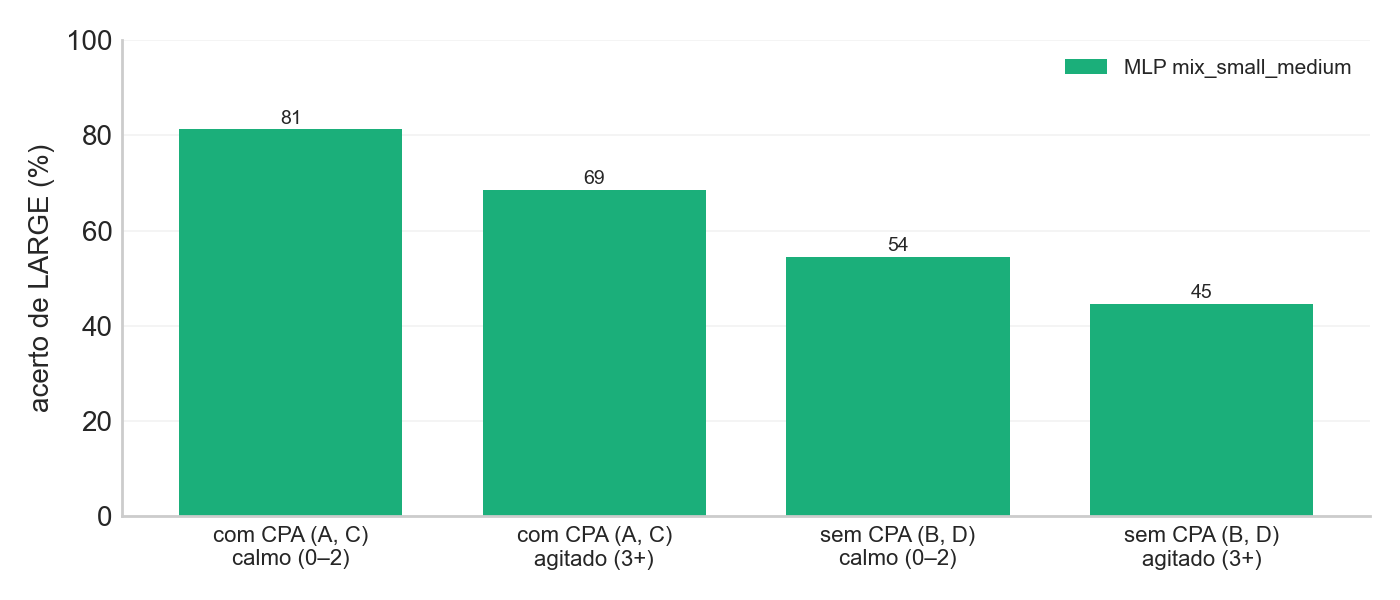 100
80
60
40
20
0
acerto de LARGE (%)
MLP mix_small_medium
81
69
54
45
com CPA (A, C)
calmo (0–2)
com CPA (A, C)
agitado (3+)
sem CPA (B, D)
calmo (0–2)
sem CPA (B, D)
agitado (3+)